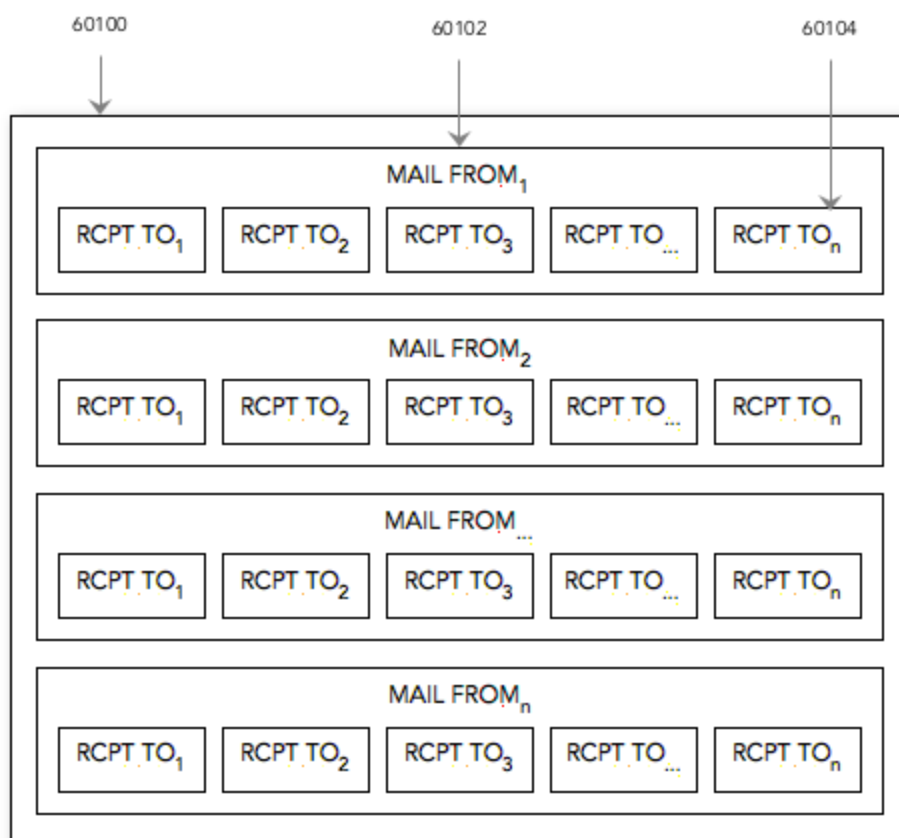 60100 60102 60104
MAIL FROM1
RCPT TO1 RCPT TO2 RCPT TO3 RCPT TO... RCPT TOn
MAIL FROM2
RCPT TO1 RCPT TO2 RCPT TO3 RCPT TO... RCPT TOn
MAIL FROM...
RCPT TO1 RCPT TO2 RCPT TO3 RCPT TO... RCPT TOn
MAIL FROMn
RCPT TO1 RCPT TO2 RCPT TO3 RCPT TO... RCPT TOn